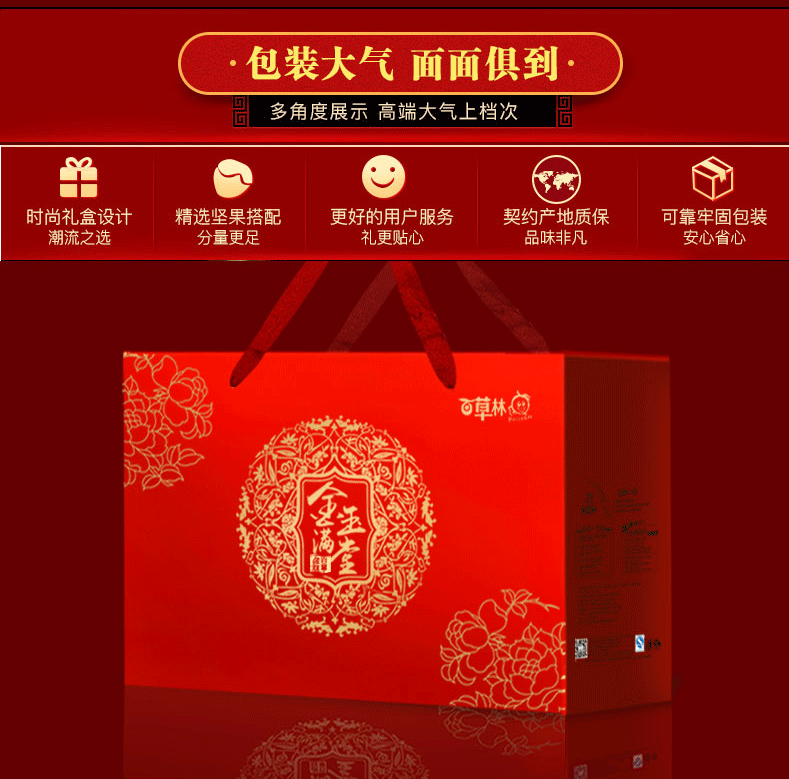 ·包装大气 面面俱到·
多角度展示 高端大气上档次
时尚礼盒设计
潮流之选
精选坚果搭配
分量更足
更好的用户服务
礼更贴心
契约产地质保
品味非凡
可靠牢固包装
安心省心
百草林
金玉
满堂